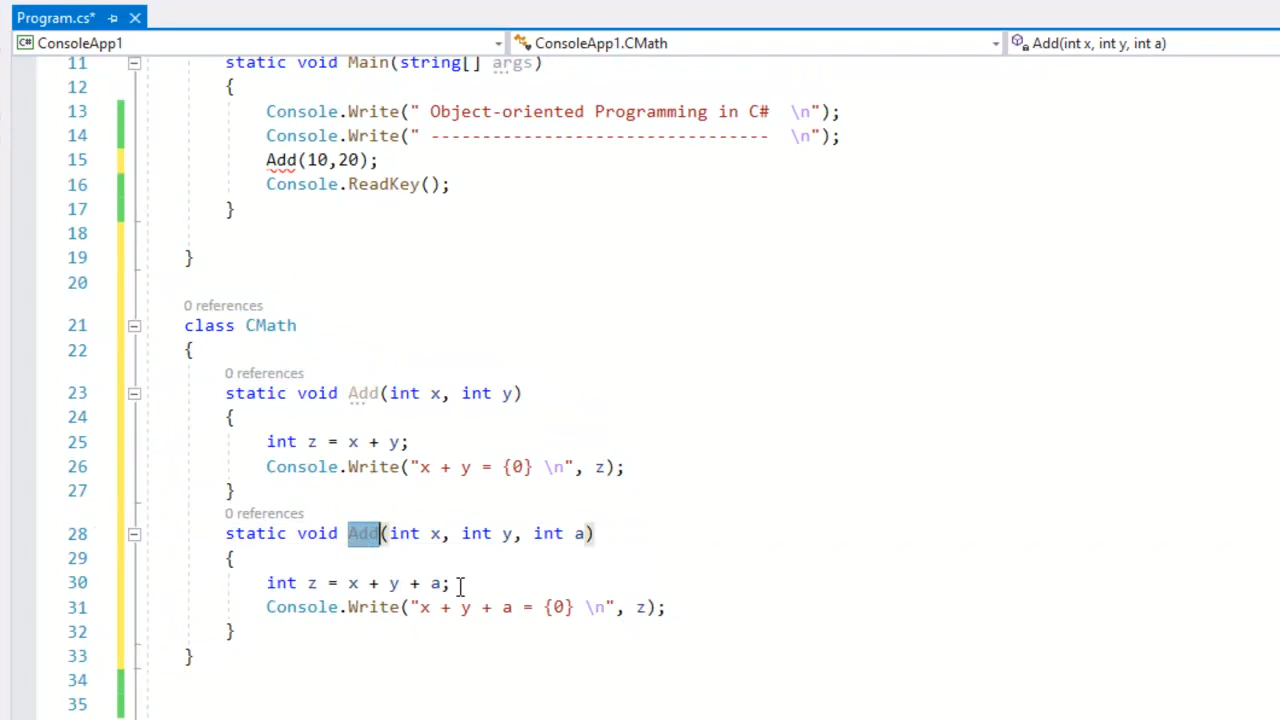 Program.cs*
C# ConsoleApp1 ConsoleApp1.CMath Add(int x, int y, int a)
11 static void Main(string[] args)
12 {
13 Console.Write(" Object-oriented Programming in C#  \n");
14 Console.Write(" ---------------------------------  \n");
15 Add(10,20);
16 Console.ReadKey();
17 }
18
19 }
20
0 references
21 class CMath
22 {
0 references
23 static void Add(int x, int y)
24 {
25 int z = x + y;
26 Console.Write("x + y = {0} \n", z);
27 }
0 references
28 static void Add(int x, int y, int a)
29 {
30 int z = x + y + a;
31 Console.Write("x + y + a = {0} \n", z);
32 }
33 }
34
35